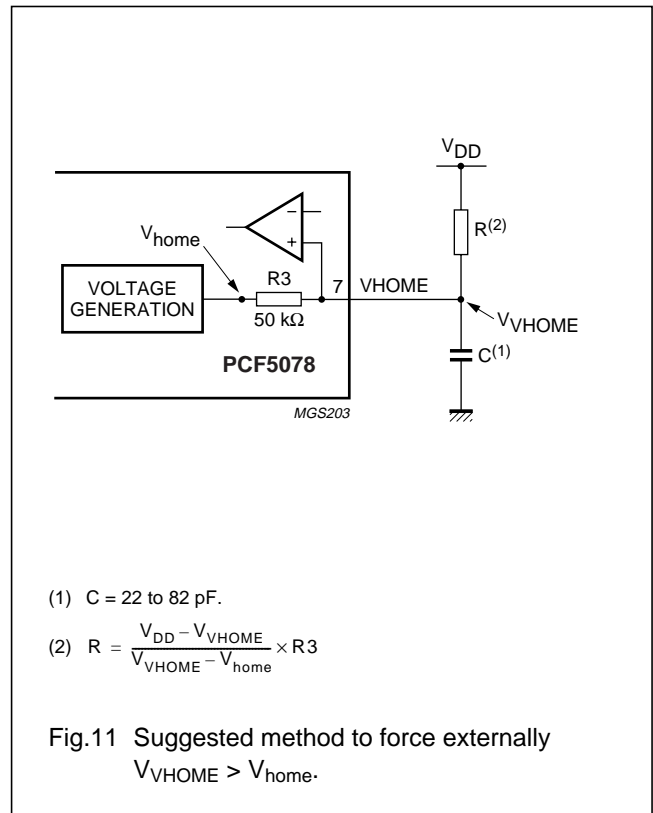 VDD
R(2)
Vhome
−
+
R3
7
VHOME
VOLTAGE
GENERATION
50 kΩ
VVHOME
C(1)
PCF5078
MGS203
(1) C = 22 to 82 pF.
(2) R = (VDD – VVHOME) / (VVHOME – Vhome) × R3
Fig.11 Suggested method to force externally
VVHOME > Vhome.